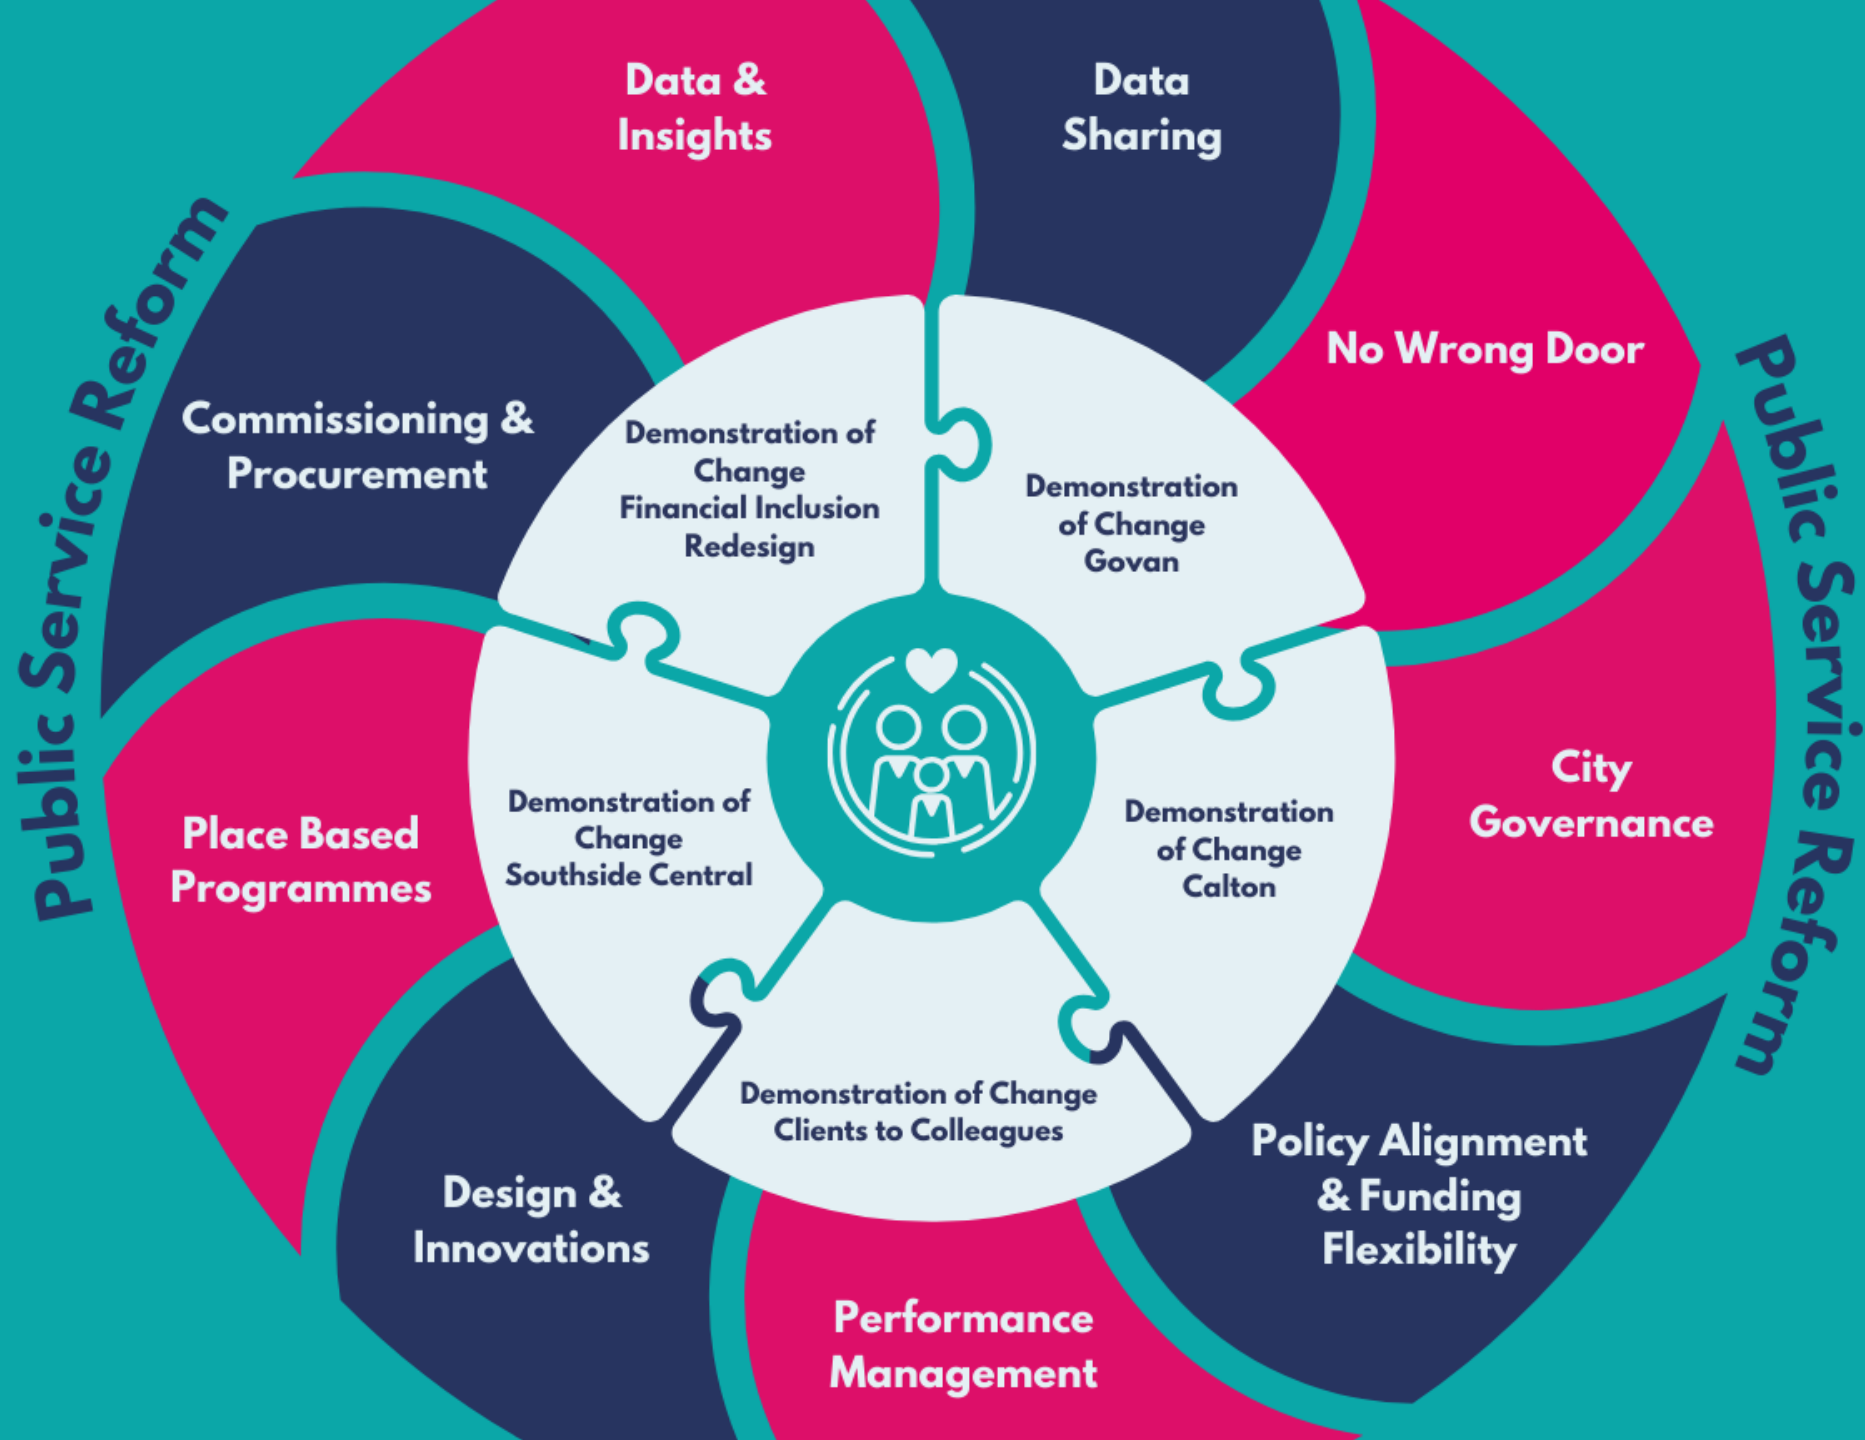 Data &
Insights
Data
Sharing
No Wrong Door
City
Governance
Policy Alignment
& Funding
Flexibility
Performance
Management
Design &
Innovations
Place Based
Programmes
Commissioning &
Procurement
Demonstration of
Change
Financial Inclusion
Redesign
Demonstration
of Change
Govan
Demonstration
of Change
Calton
Demonstration of Change
Clients to Colleagues
Demonstration of
Change
Southside Central
Public Service Reform
Public Service Reform